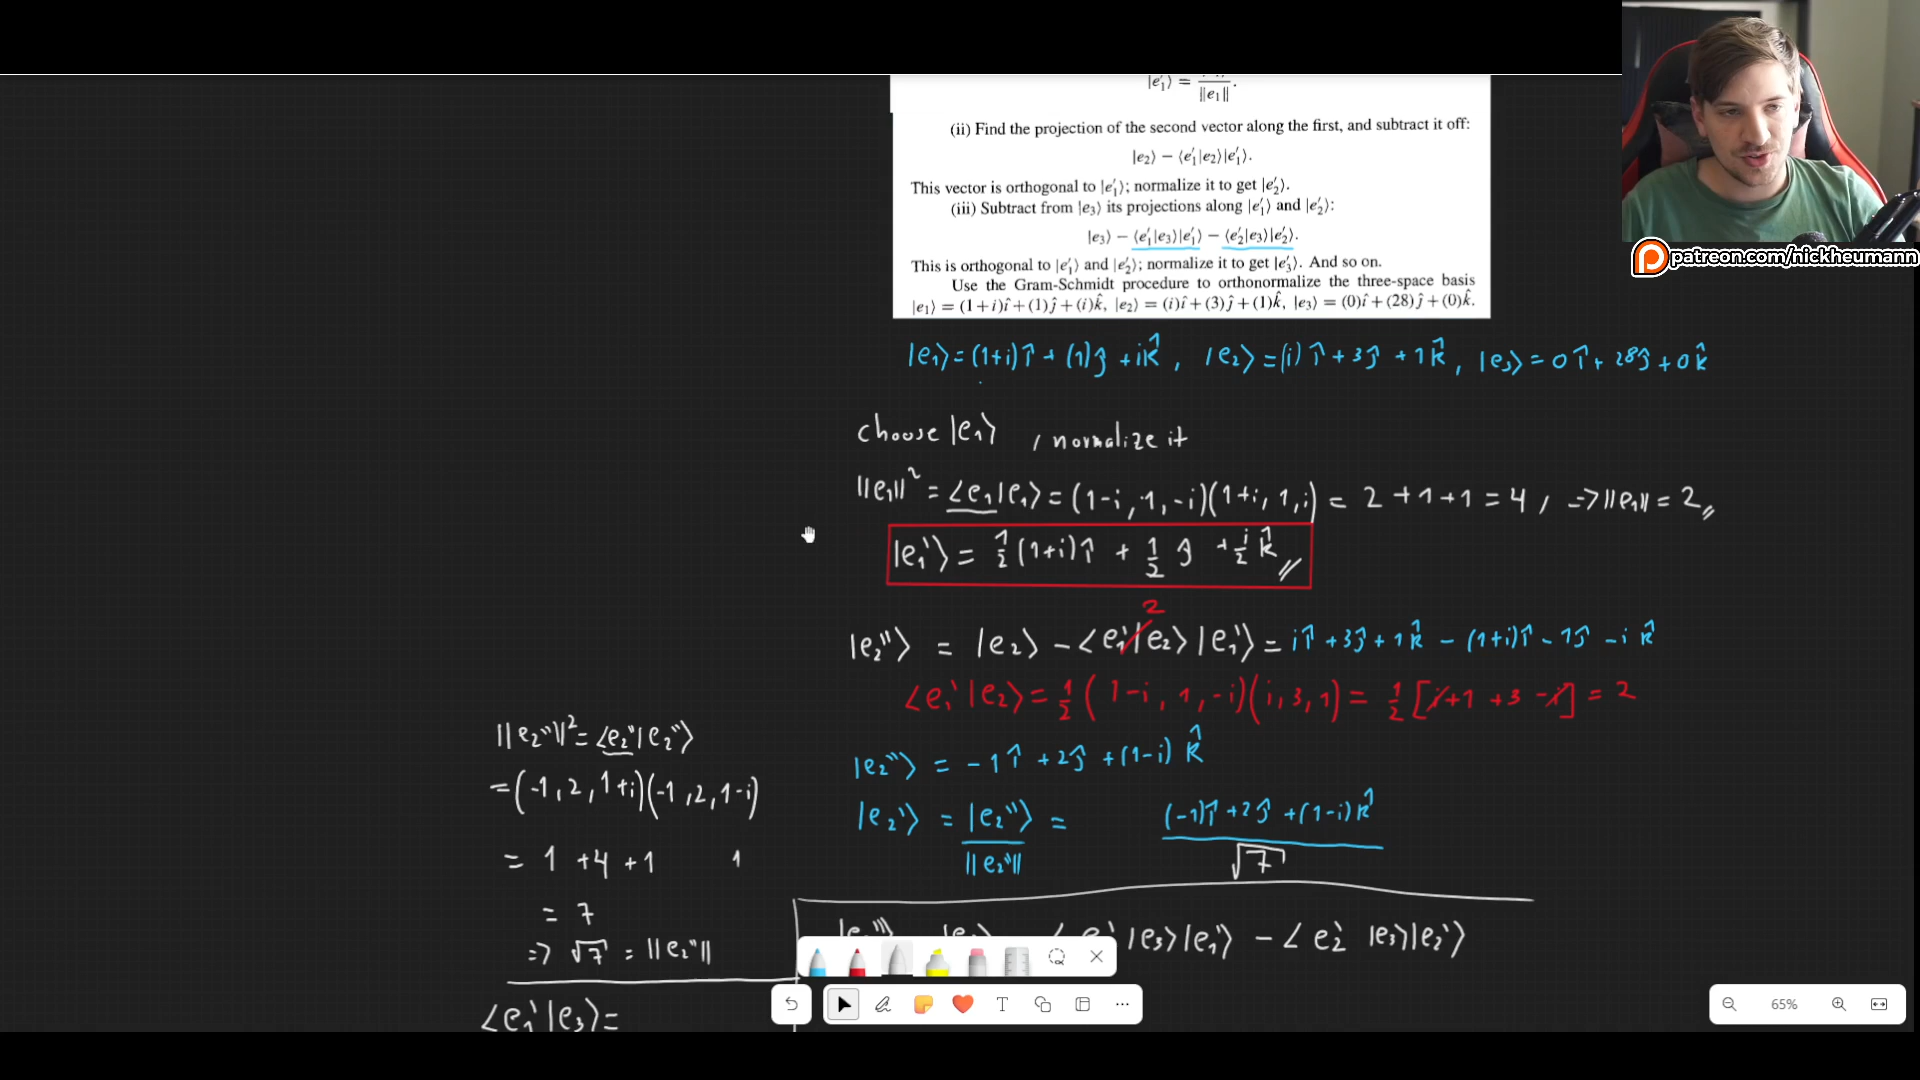 |e′₁⟩ = ‖e₁‖ .
(ii) Find the projection of the second vector along the first, and subtract it off:
|e₂⟩ − ⟨e′₁|e₂⟩|e′₁⟩.
This vector is orthogonal to |e′₁⟩; normalize it to get |e′₂⟩.
(iii) Subtract from |e₃⟩ its projections along |e′₁⟩ and |e′₂⟩:
|e₃⟩ − ⟨e′₁|e₃⟩|e′₁⟩ − ⟨e′₂|e₃⟩|e′₂⟩.
This is orthogonal to |e′₁⟩ and |e′₂⟩; normalize it to get |e′₃⟩. And so on.
Use the Gram-Schmidt procedure to orthonormalize the three-space basis
|e₁⟩ = (1+i)î + (1)ĵ + (i)k̂, |e₂⟩ = (i)î + (3)ĵ + (1)k̂, |e₃⟩ = (0)î + (28)ĵ + (0)k̂.
patreon.com/nickheumann
|e₁⟩ = (1+i)î + (1)ĵ + ik̂, |e₂⟩ = (i)î + 3ĵ + 1k̂, |e₃⟩ = 0î + 28ĵ + 0k̂
choose |e₁⟩ , normalize it
‖e₁‖² = ⟨e₁|e₁⟩ = (1-i, 1, -i)(1+i, 1, i) = 2 + 1 + 1 = 4, => ‖e₁‖ = 2
|e₁'⟩ = 1/2 (1+i)î + 1/2 ĵ + i/2 k̂
2
|e₂''⟩ = |e₂⟩ - ⟨e₁'|e₂⟩|e₁'⟩ = iî + 3ĵ + 1k̂ - (1+i)î - 1ĵ - i k̂
⟨e₁'|e₂⟩ = 1/2 (1-i, 1, -i)(i, 3, 1) = 1/2 [i+1 +3 -i] = 2
|e₂''⟩ = -1î + 2ĵ + (1-i) k̂
|e₂'⟩ = |e₂''⟩ / ‖e₂''‖ = (-1)î + 2ĵ + (1-i)k̂ / √7
‖e₂''‖² = ⟨e₂''|e₂''⟩
= (-1, 2, 1+i)(-1, 2, 1-i)
= 1 + 4 + 1 1
= 7
=> √7 = ‖e₂''‖
|e₃⟩|e₁'⟩ - ⟨e₂' |e₃⟩|e₂'⟩
⟨e₁'|e₃⟩ =
T
65%